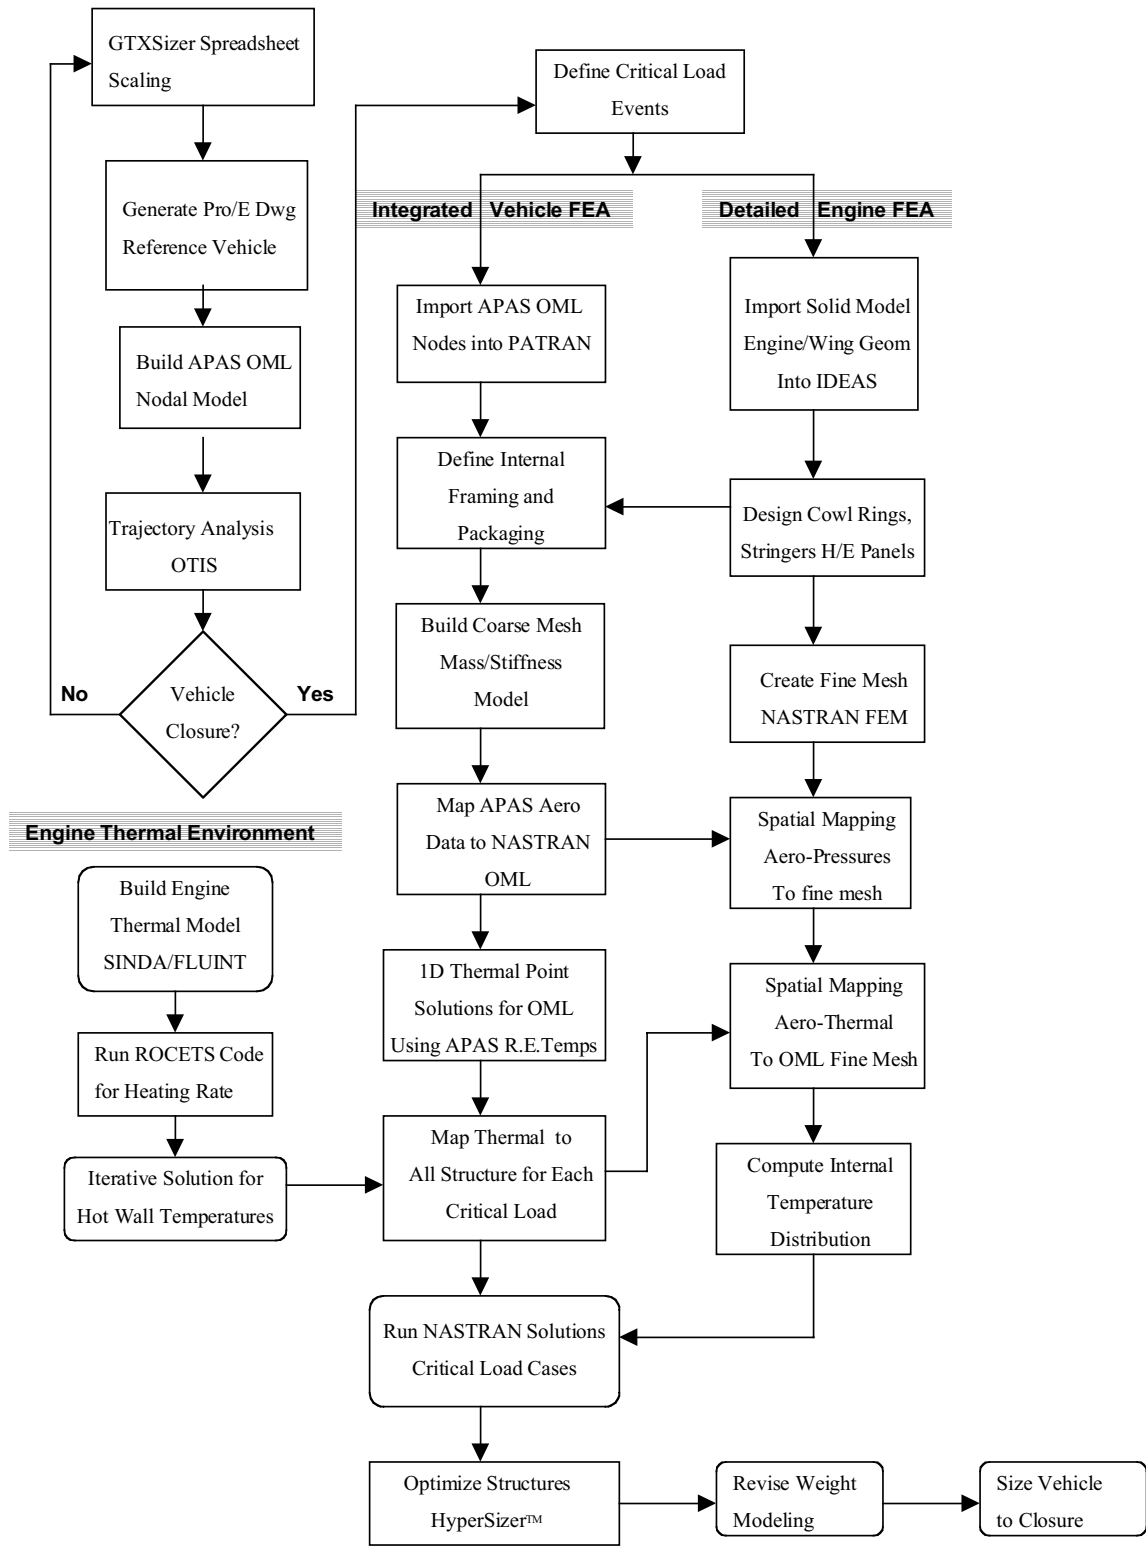 GTXSizer Spreadsheet
Scaling
Generate Pro/E Dwg
Reference Vehicle
Build APAS OML
Nodal Model
Trajectory Analysis
OTIS
No
Vehicle
Closure?
Yes
Define Critical Load
Events
Integrated Vehicle FEA
Detailed Engine FEA
Import APAS OML
Nodes into PATRAN
Import Solid Model
Engine/Wing Geom
Into IDEAS
Define Internal
Framing and
Packaging
Design Cowl Rings,
Stringers H/E Panels
Build Coarse Mesh
Mass/Stiffness
Model
Create Fine Mesh
NASTRAN FEM
Map APAS Aero
Data to NASTRAN
OML
Spatial Mapping
Aero-Pressures
To fine mesh
Engine Thermal Environment
Build Engine
Thermal Model
SINDA/FLUINT
Run ROCETS Code
for Heating Rate
Iterative Solution for
Hot Wall Temperatures
1D Thermal Point
Solutions for OML
Using APAS R.E.Temps
Spatial Mapping
Aero-Thermal
To OML Fine Mesh
Map Thermal to
All Structure for Each
Critical Load
Compute Internal
Temperature
Distribution
Run NASTRAN Solutions
Critical Load Cases
Optimize Structures
HyperSizer™
Revise Weight
Modeling
Size Vehicle
to Closure